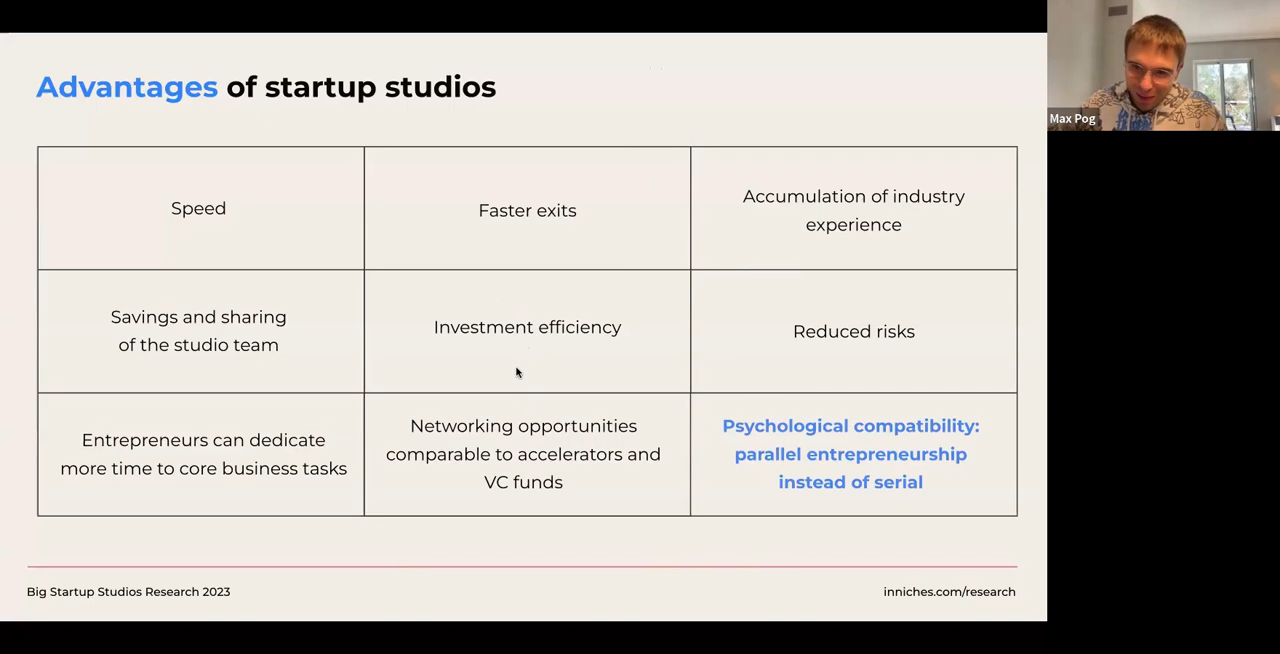 Advantages of startup studios
Speed
Faster exits
Accumulation of industry
experience
Savings and sharing
of the studio team
Investment efficiency
Reduced risks
Entrepreneurs can dedicate
more time to core business tasks
Networking opportunities
comparable to accelerators and
VC funds
Psychological compatibility:
parallel entrepreneurship
instead of serial
Big Startup Studios Research 2023
inniches.com/research
Max Pog